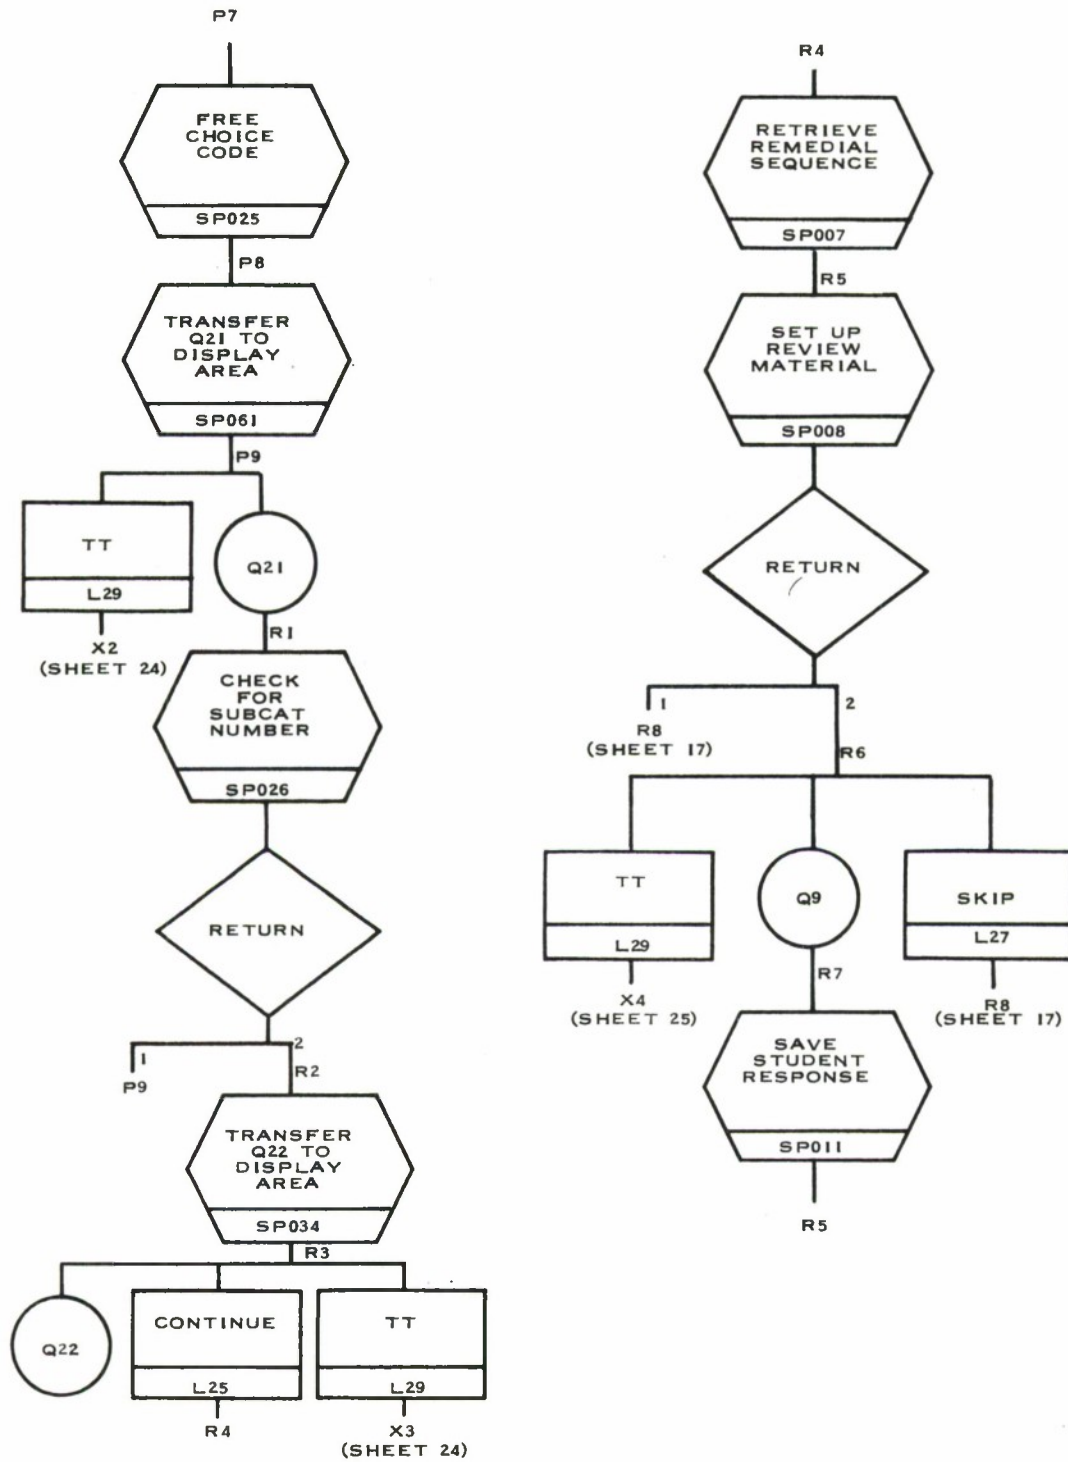 P7
FREE
CHOICE
CODE
SP025
P8
TRANSFER
Q21 TO
DISPLAY
AREA
SP061
P9
TT
L29
X2
(SHEET 24)
Q21
R1
CHECK
FOR
SUBCAT
NUMBER
SP026
RETURN
1
P9
2
R2
TRANSFER
Q22 TO
DISPLAY
AREA
SP034
R3
Q22
CONTINUE
L25
R4
TT
L29
X3
(SHEET 24)
R4
RETRIEVE
REMEDIAL
SEQUENCE
SP007
R5
SET UP
REVIEW
MATERIAL
SP008
RETURN
1
R8
(SHEET 17)
2
R6
TT
L29
X4
(SHEET 25)
Q9
R7
SKIP
L27
R8
(SHEET 17)
SAVE
STUDENT
RESPONSE
SP011
R5